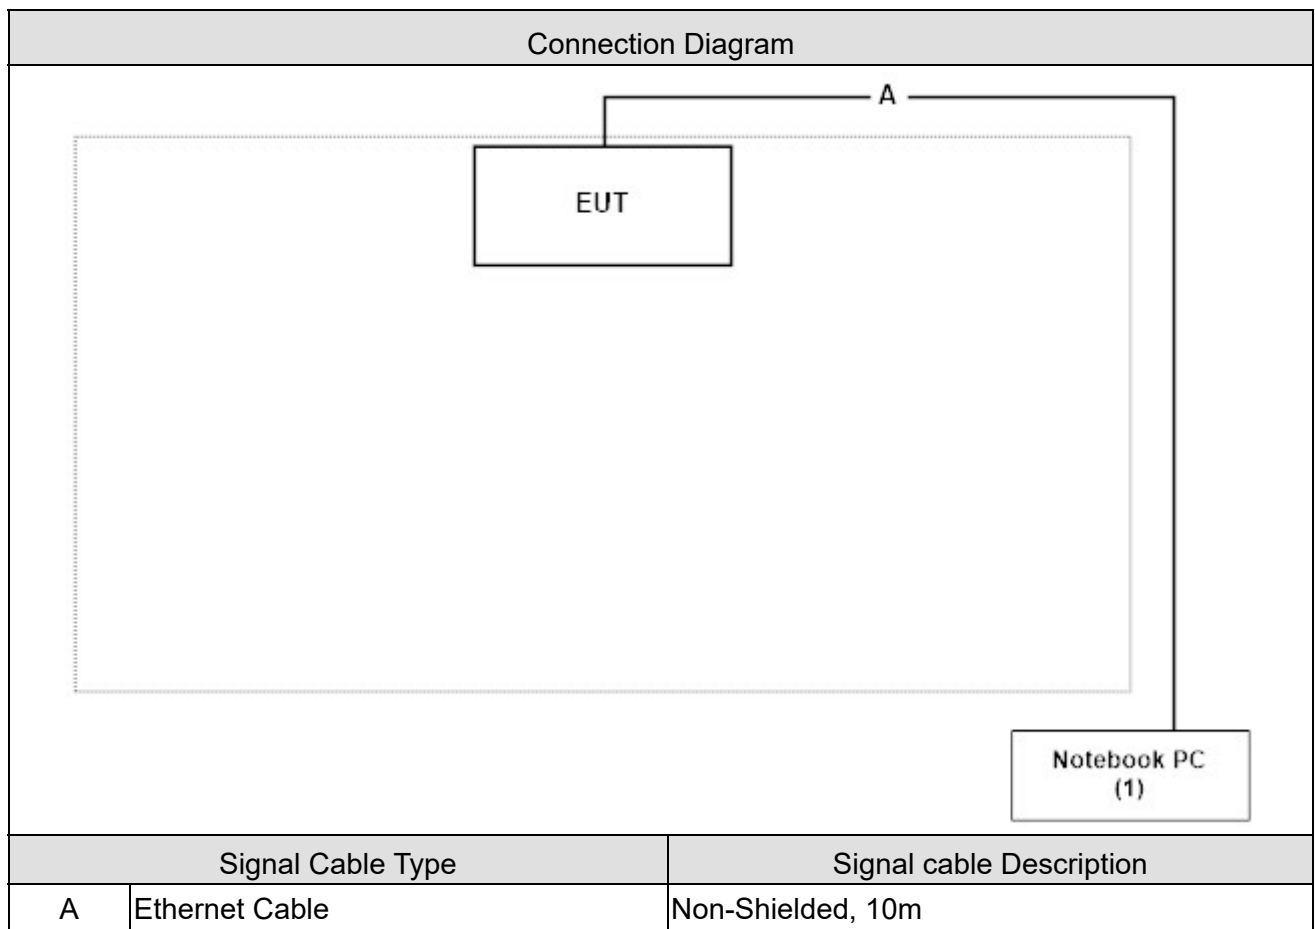 Connection Diagram
A
EUT
Notebook PC
(1)
Signal Cable Type Signal cable Description
A Ethernet Cable Non-Shielded, 10m